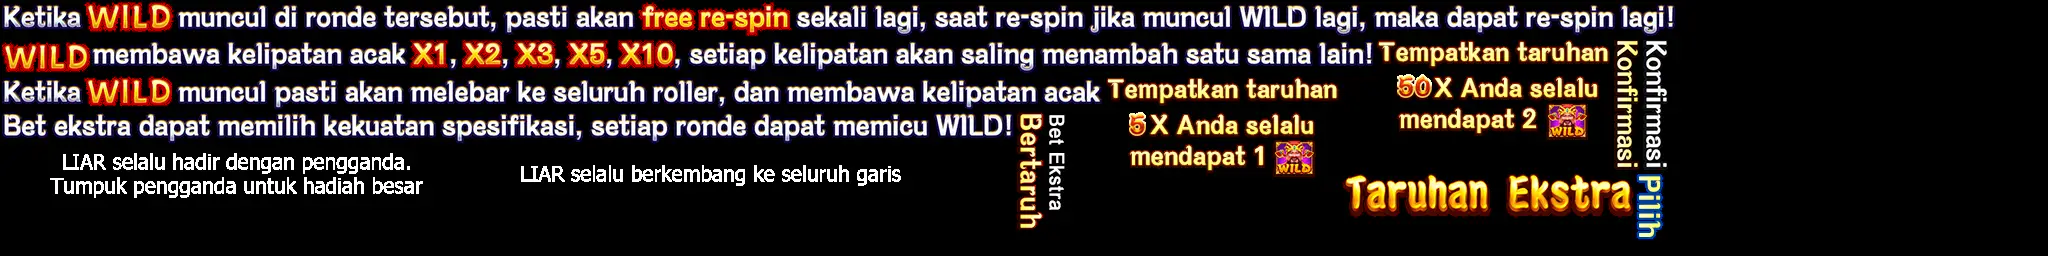 Ketika WILD muncul di ronde tersebut, pasti akan free re-spin sekali lagi, saat re-spin jika muncul WILD lagi, maka dapat re-spin lagi!
WILD membawa kelipatan acak X1, X2, X3, X5, X10, setiap kelipatan akan saling menambah satu sama lain!
Ketika WILD muncul pasti akan melebar ke seluruh roller, dan membawa kelipatan acak
Bet ekstra dapat memilih kekuatan spesifikasi, setiap ronde dapat memicu WILD!
LIAR selalu hadir dengan pengganda.
Tumpuk pengganda untuk hadiah besar
LIAR selalu berkembang ke seluruh garis
Bertaruh
Bet Ekstra
Tempatkan taruhan
5X Anda selalu
mendapat 1 WILD
Tempatkan taruhan
50X Anda selalu
mendapat 2 WILD
Konfirmasi
Konfirmasi
Taruhan Ekstra
Pilih